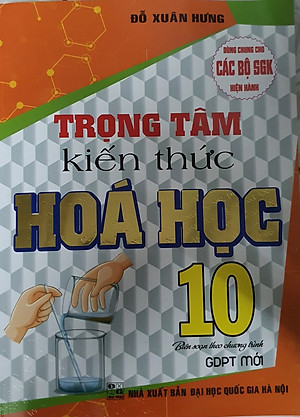 ĐỖ XUÂN HƯNG
DÙNG CHUNG CHO
CÁC BỘ SGK
HIỆN HÀNH
TRỌNG TÂM
kiến thức
HOÁ HỌC
10
Biên soạn theo chương trình
GDPT MỚI
NHÀ XUẤT BẢN ĐẠI HỌC QUỐC GIA HÀ NỘI